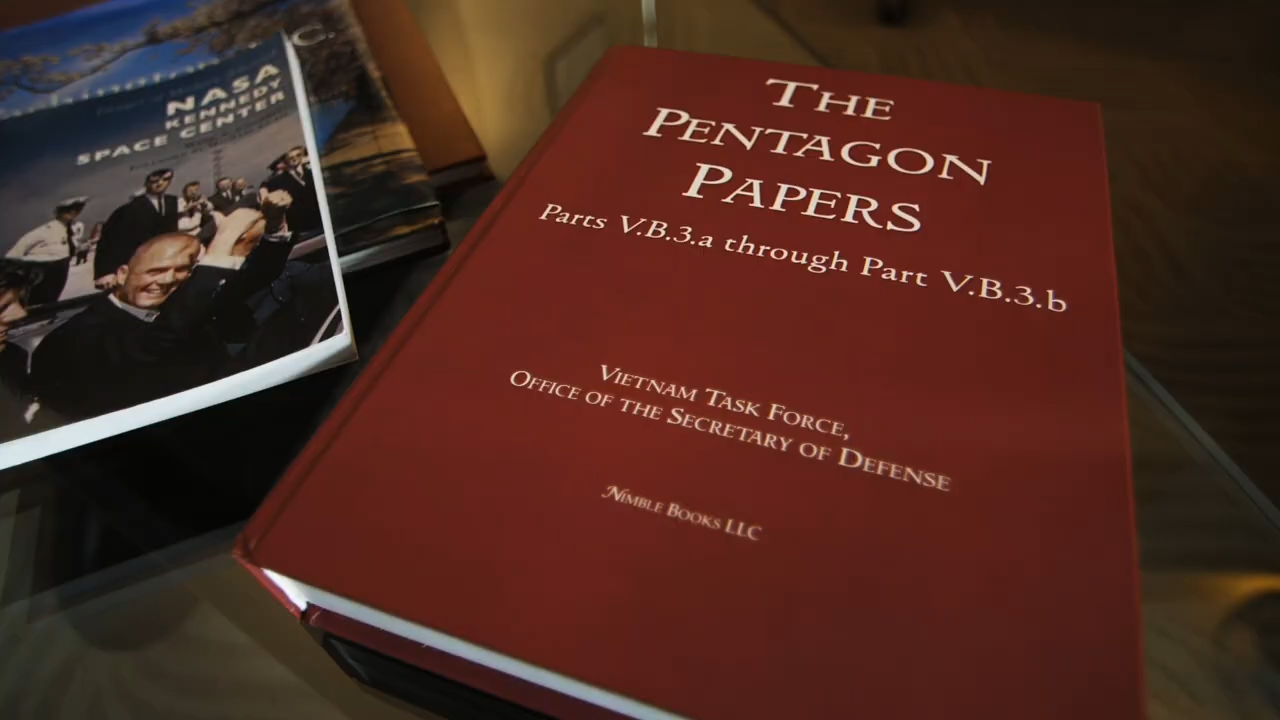 THE
PENTAGON
PAPERS
Parts V.B.3.a through Part V.B.3.b
VIETNAM TASK FORCE,
OFFICE OF THE SECRETARY OF DEFENSE
NIMBLE BOOKS LLC
NASA
KENNEDY
SPACE CENTER